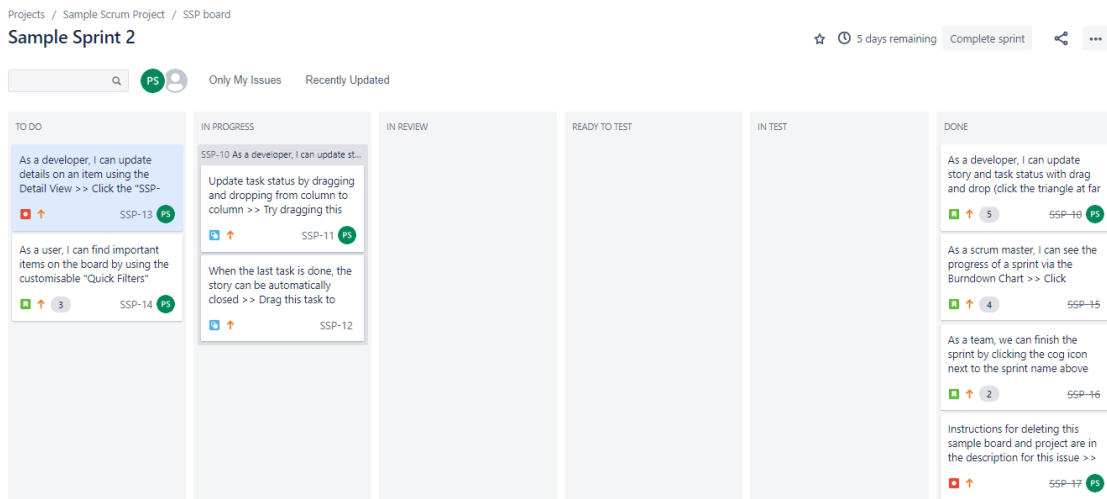 Projects / Sample Scrum Project / SSP board
Sample Sprint 2
5 days remaining
Complete sprint
PS
Only My Issues
Recently Updated
TO DO
As a developer, I can update
details on an item using the
Detail View >> Click the "SSP-
SSP-13 PS
As a user, I can find important
items on the board by using the
customisable "Quick Filters"
3 SSP-14 PS
IN PROGRESS
SSP-10 As a developer, I can update st...
Update task status by dragging
and dropping from column to
column >> Try dragging this
SSP-11 PS
When the last task is done, the
story can be automatically
closed >> Drag this task to
SSP-12
IN REVIEW
READY TO TEST
IN TEST
DONE
As a developer, I can update
story and task status with drag
and drop (click the triangle at far
5 SSP-10 PS
As a scrum master, I can see the
progress of a sprint via the
Burndown Chart >> Click
4 SSP-15
As a team, we can finish the
sprint by clicking the cog icon
next to the sprint name above
2 SSP-16
Instructions for deleting this
sample board and project are in
the description for this issue >>
SSP-17 PS